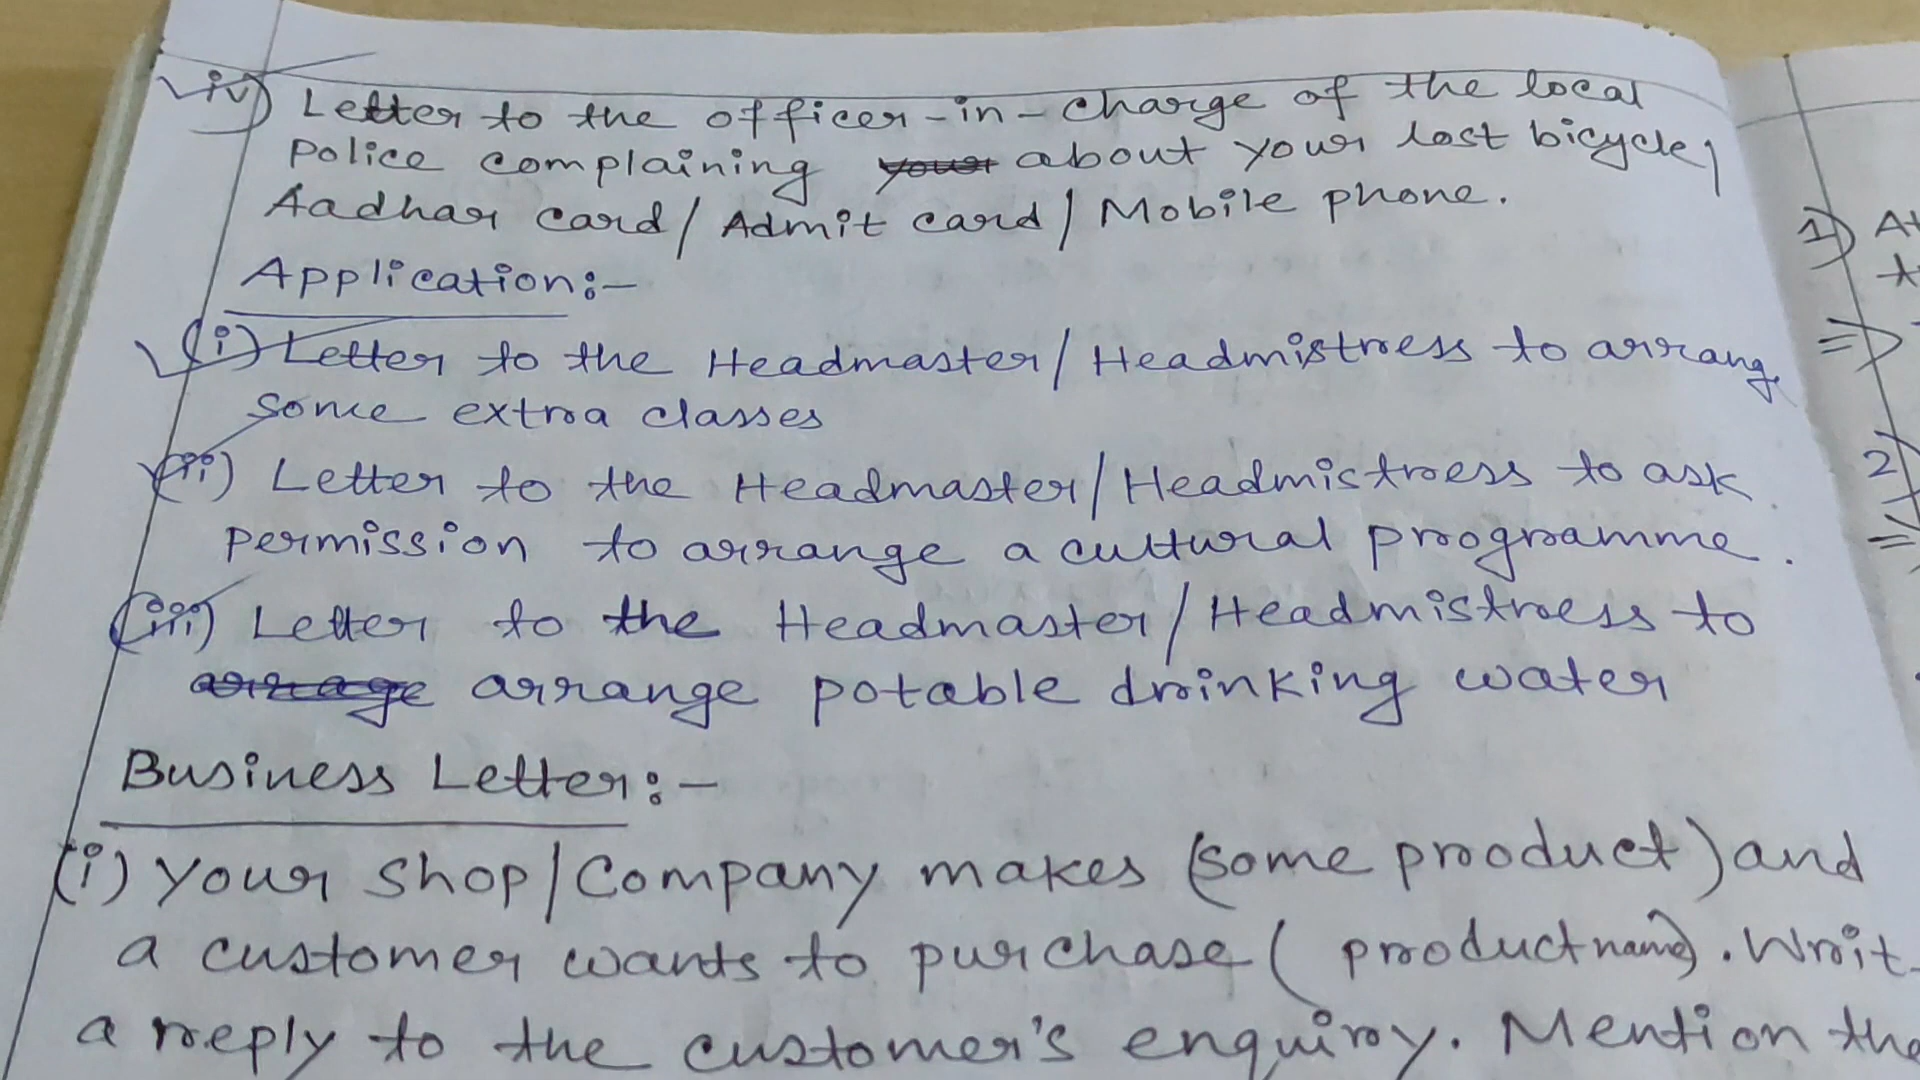 iv) Letter to the officer-in-charge of the local
police complaining about your lost bicycle,
Aadhar card/ Admit card/ Mobile phone.
Application:-
(i) Letter to the Headmaster/ Headmistress to arrang
some extra classes
(ii) Letter to the Headmaster/Headmistress to ask
permission to arrange a cultural programme.
(iii) Letter to the Headmaster/Headmistress to
arrange potable drinking water
Business Letter:-
(i) Your shop/Company makes (some product) and
a customer wants to purchase (product name). Writ
a reply to the customer's enquiry. Mention the
1) At
t
2)